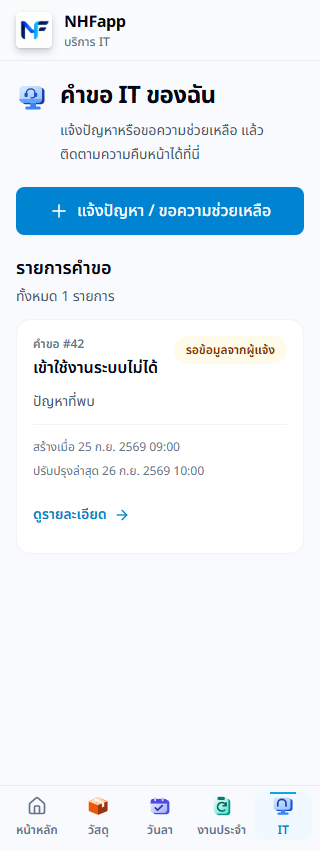 NHFapp
บริการ IT
คำขอ IT ของฉัน
แจ้งปัญหาหรือขอความช่วยเหลือ แล้ว
ติดตามความคืบหน้าได้ที่นี่
แจ้งปัญหา / ขอความช่วยเหลือ
รายการคำขอ
ทั้งหมด 1 รายการ
คำขอ #42
รอข้อมูลจากผู้แจ้ง
เข้าใช้งานระบบไม่ได้
ปัญหาที่พบ
สร้างเมื่อ 25 ก.ย. 2569 09:00
ปรับปรุงล่าสุด 26 ก.ย. 2569 10:00
ดูรายละเอียด
หน้าหลัก วัสดุ วันลา งานประจำ IT